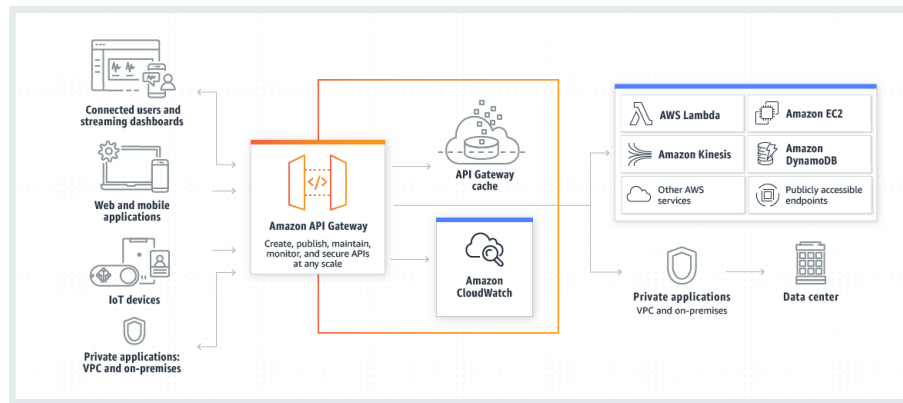 Connected users and
streaming dashboards
Web and mobile
applications
IoT devices
Private applications:
VPC and on-premises
</>
Amazon API Gateway
Create, publish, maintain,
monitor, and secure APIs
at any scale
API Gateway
cache
Amazon
CloudWatch
AWS Lambda
Amazon EC2
Amazon Kinesis
Amazon
DynamoDB
Other AWS
services
Publicly accessible
endpoints
Private applications
VPC and on-premises
Data center